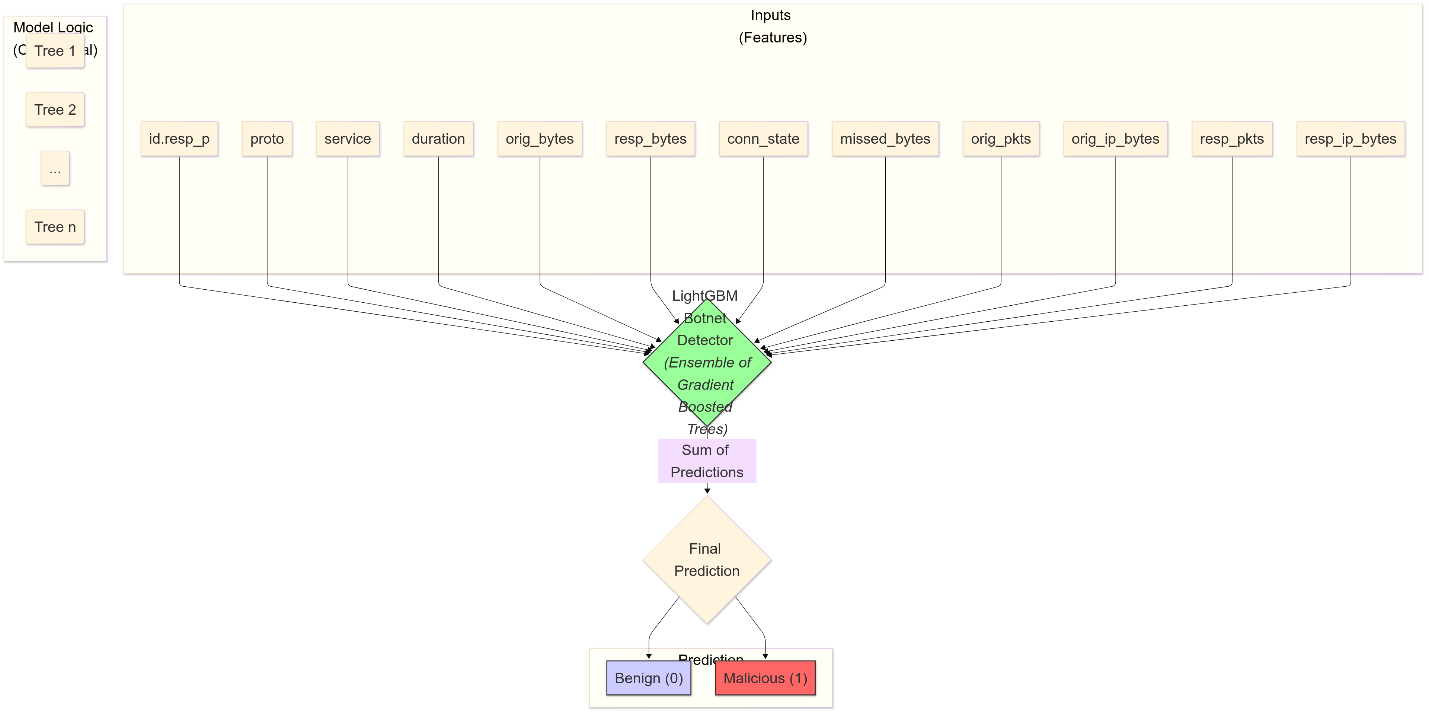 Model Logic
Tree 1
Tree 2
...
Tree n
Inputs
(Features)
id.resp_p
proto
service
duration
orig_bytes
resp_bytes
conn_state
missed_bytes
orig_pkts
orig_ip_bytes
resp_pkts
resp_ip_bytes
LightGBM
Botnet
Detector
(Ensemble of
Gradient
Boosted
Trees)
Sum of
Predictions
Final
Prediction
Prediction
Benign (0)
Malicious (1)